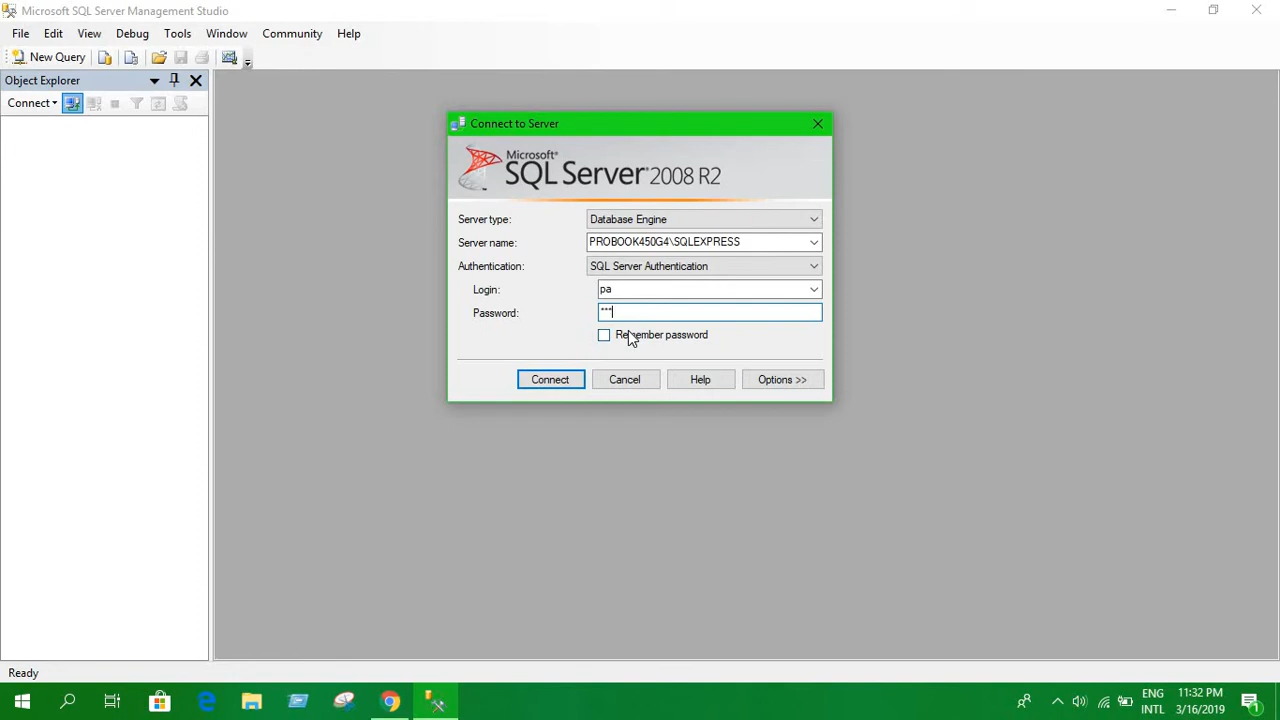 Microsoft SQL Server Management Studio
File Edit View Debug Tools Window Community Help
New Query
Object Explorer
Connect
Connect to Server
Microsoft®
SQL Server® 2008 R2
Server type: Database Engine
Server name: PROBOOK450G4\SQLEXPRESS
Authentication: SQL Server Authentication
Login: pa
Password: ***
Remember password
Connect Cancel Help Options >>
Ready
ENG 11:32 PM
INTL 3/16/2019
1